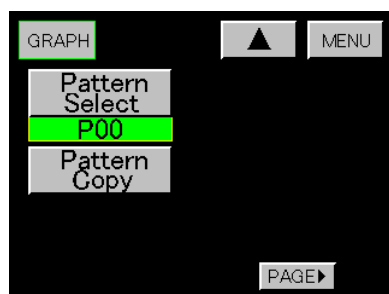 GRAPH
▲
MENU
Pattern
Select
P00
Pattern
Copy
PAGE▶